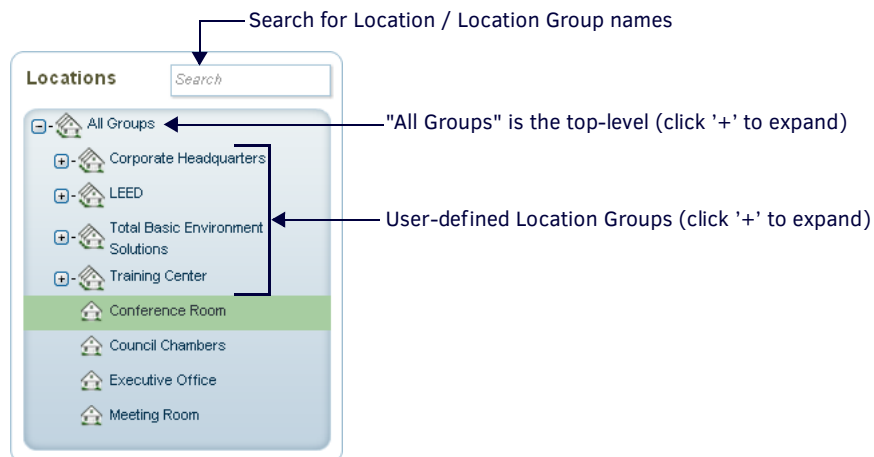 Search for Location / Location Group names
Locations
Search
All Groups
"All Groups" is the top-level (click ’+’ to expand)
Corporate Headquarters
LEED
User-defined Location Groups (click ’+’ to expand)
Total Basic Environment
Solutions
Training Center
Conference Room
Council Chambers
Executive Office
Meeting Room